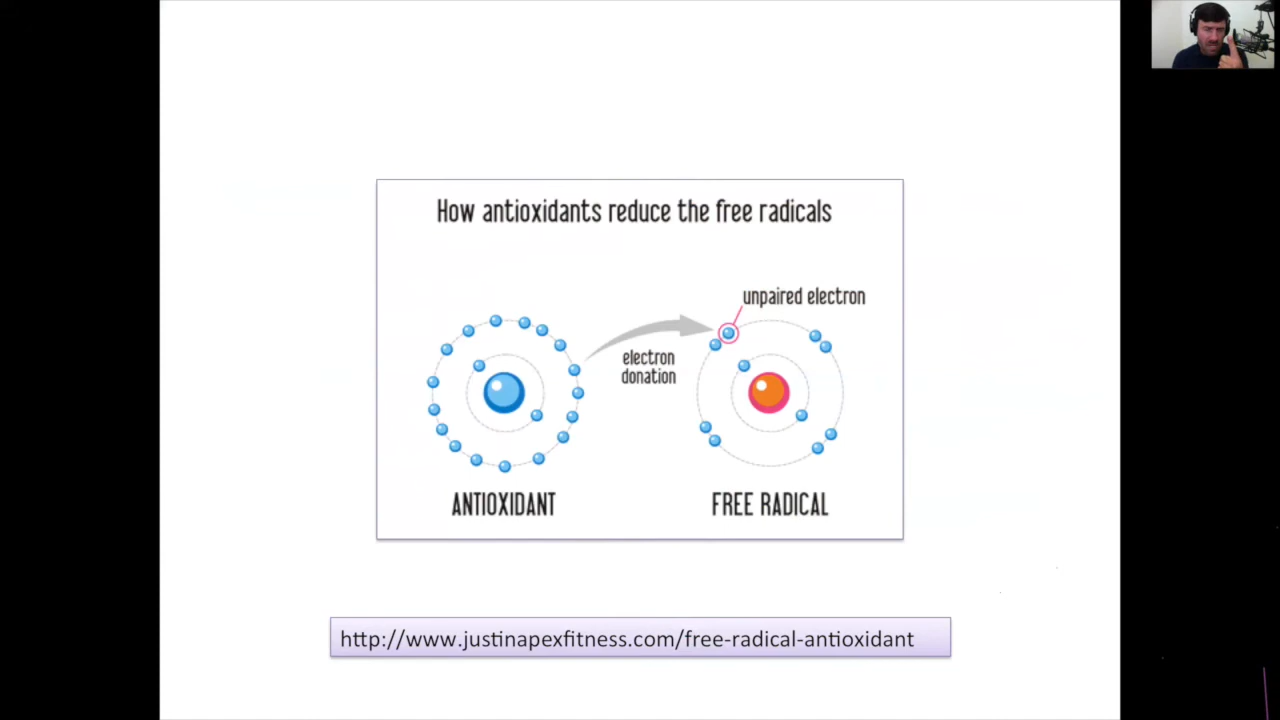 How antioxidants reduce the free radicals
unpaired electron
electron
donation
ANTIOXIDANT
FREE RADICAL
http://www.justinapexfitness.com/free-radical-antioxidant